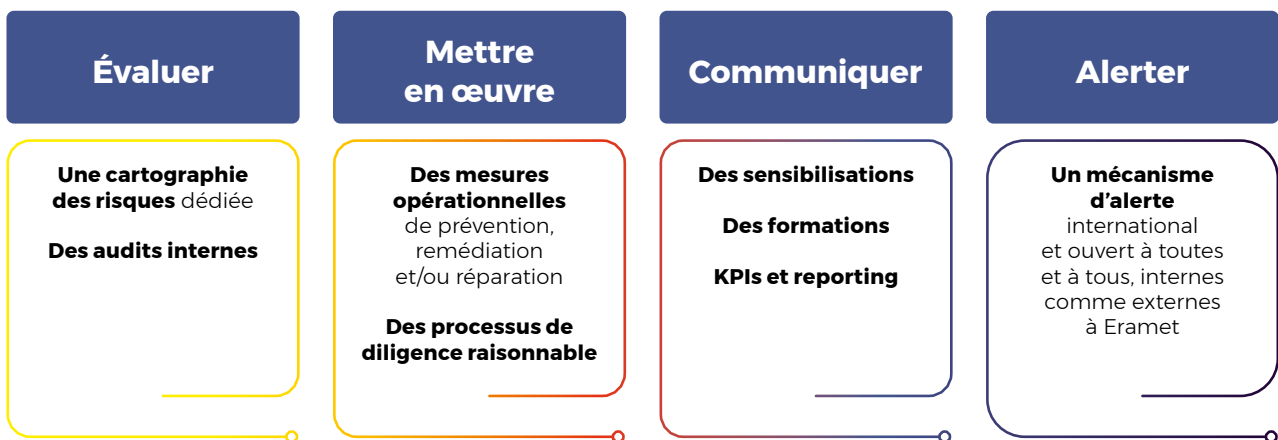 Évaluer
Une cartographie
des risques dédiée
Des audits internes
Mettre
en œuvre
Des mesures
opérationnelles
de prévention,
remédiation
et/ou réparation
Des processus de
diligence raisonnable
Communiquer
Des sensibilisations
Des formations
KPIs et reporting
Alerter
Un mécanisme
d’alerte
international
et ouvert à toutes
et à tous, internes
comme externes
à Eramet